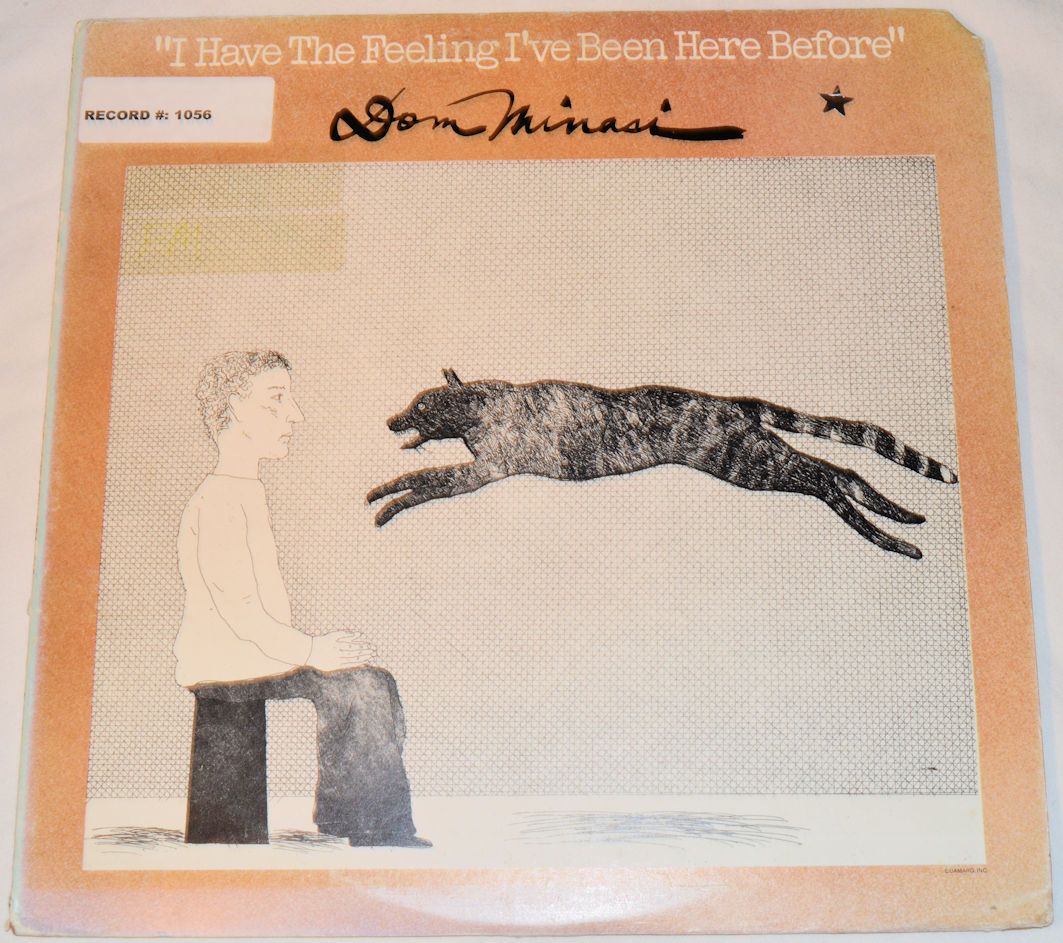 "I Have The Feeling I've Been Here Before"
RECORD #: 1056
Dom Minasi